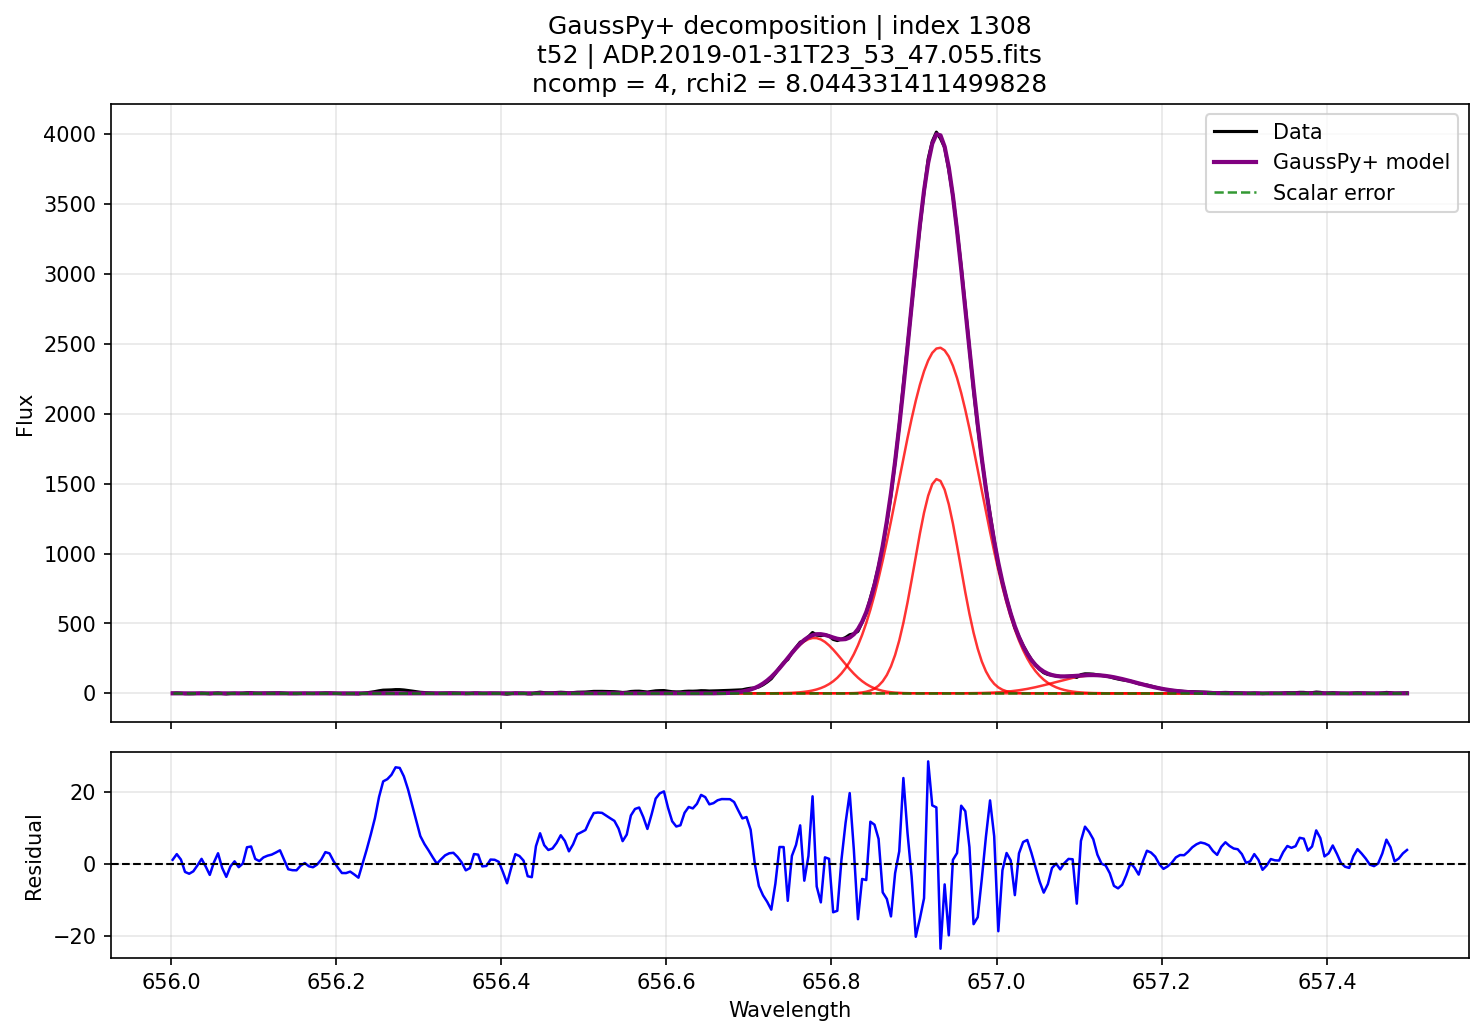 GaussPy+ decomposition | index 1308
t52 | ADP.2019-01-31T23_53_47.055.fits
ncomp = 4, rchi2 = 8.044331411499828
Data
GaussPy+ model
Scalar error
4000
3500
3000
2500
2000
1500
1000
500
0
Flux
20
0
−20
Residual
656.0
656.2
656.4
656.6
656.8
657.0
657.2
657.4
Wavelength